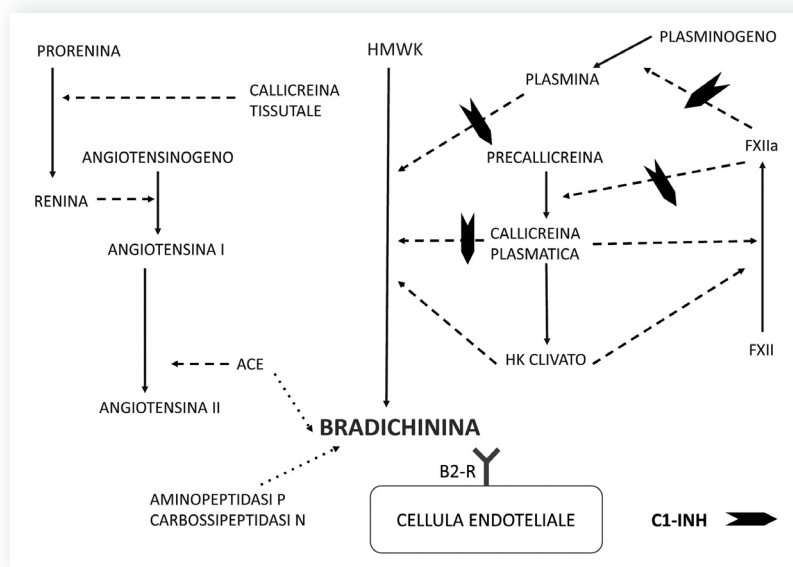 PRORENINA
HMWK
PLASMINOGENO
PLASMINA
CALLICREINA
TISSUTALE
FXIIa
ANGIOTENSINOGENO
PRECALLICREINA
RENINA
CALLICREINA
PLASMATICA
ANGIOTENSINA I
FXII
HK CLIVATO
ACE
ANGIOTENSINA II
BRADICHININA
B2-R
AMINOPEPTIDASI P
CARBOSSIPEPTIDASI N
CELLULA ENDOTELIALE
C1-INH